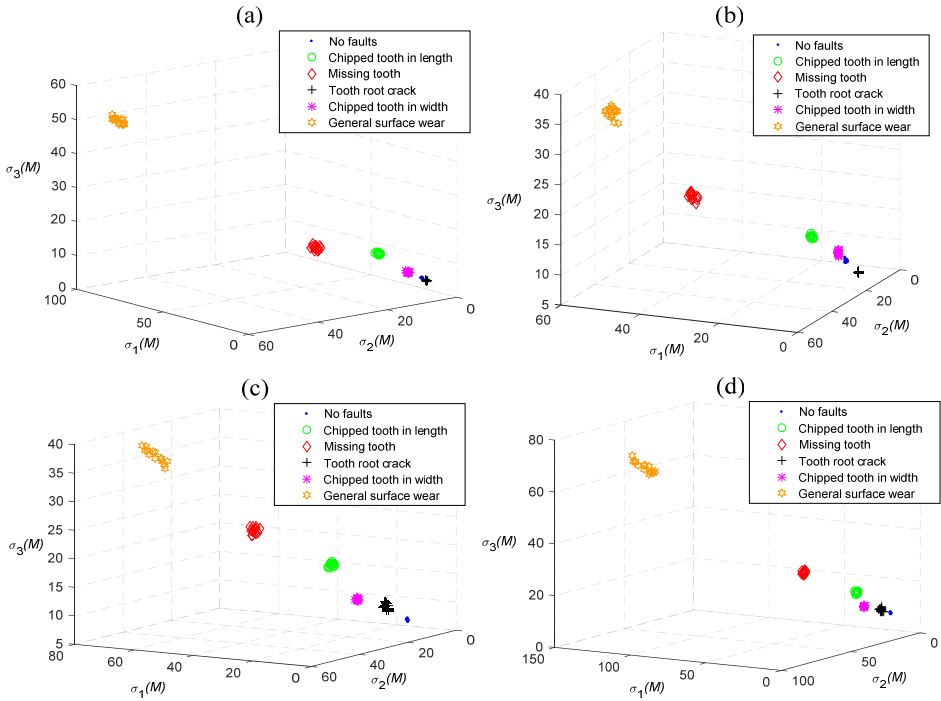 (a)
No faults
Chipped tooth in length
Missing tooth
Tooth root crack
Chipped tooth in width
General surface wear
60
50
40
30
20
10
0
σ3(M)
100
50
0
σ1(M)
60
40
20
0
σ2(M)
(b)
No faults
Chipped tooth in length
Missing tooth
Tooth root crack
Chipped tooth in width
General surface wear
40
35
30
25
20
15
10
5
σ3(M)
60
40
20
0
σ1(M)
60
40
20
0
σ2(M)
(c)
No faults
Chipped tooth in length
Missing tooth
Tooth root crack
Chipped tooth in width
General surface wear
40
35
30
25
20
15
10
5
σ3(M)
80
60
40
20
0
σ1(M)
60
40
20
0
σ2(M)
(d)
No faults
Chipped tooth in length
Missing tooth
Tooth root crack
Chipped tooth in width
General surface wear
80
60
40
20
0
σ3(M)
150
100
50
0
σ1(M)
100
50
0
σ2(M)